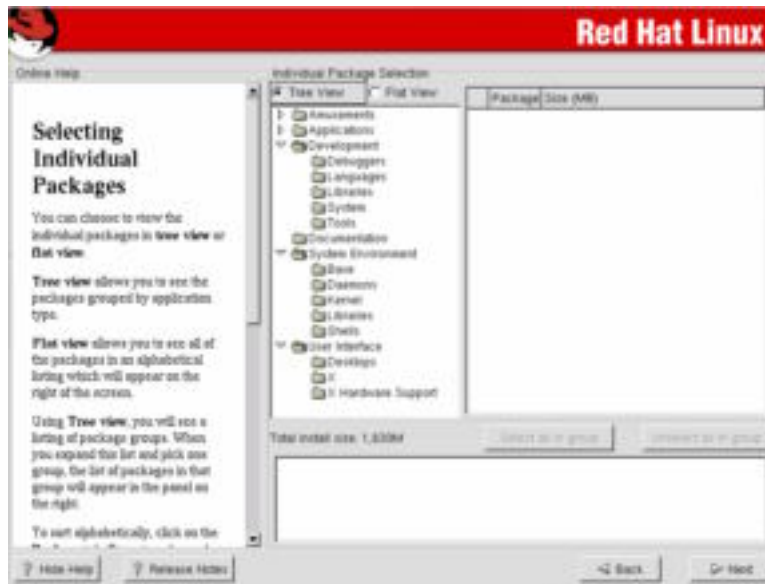 Red Hat Linux
Online Help
Selecting
Individual
Packages
You can choose to view the
individual packages in tree view or
flat view.
Tree view allows you to see the
packages grouped by application
type.
Flat view allows you to see all of
the packages in an alphabetical
listing which will appear on the
right of the screen.
Using Tree view, you will see a
listing of package groups. When
you expand this list and pick one
group, the list of packages in that
group will appear in the panel on
the right.
To sort alphabetically, click on the
Individual Package Selection
Tree View
Flat View
Amusements
Applications
Development
Debuggers
Languages
Libraries
System
Tools
Documentation
System Environment
Base
Daemons
Kernel
Libraries
Shells
User Interface
Desktops
X
X Hardware Support
Package Size (MB)
Total install size: 
Select all in group
Unselect all in group
Hide Help
Release Notes
Back
Next